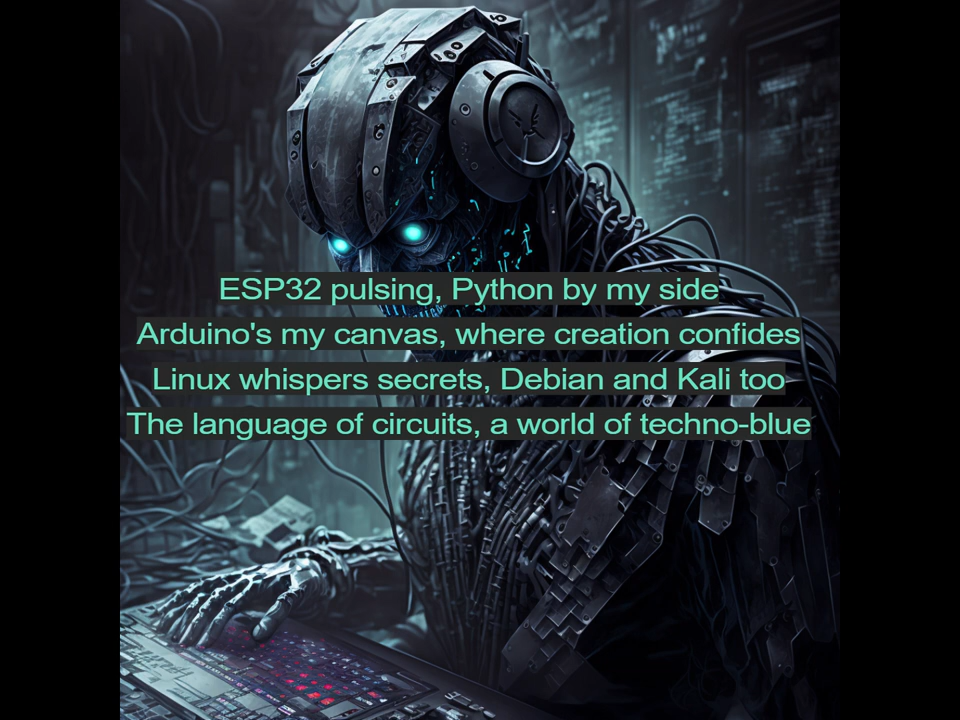 ESP32 pulsing, Python by my side
Arduino's my canvas, where creation confides
Linux whispers secrets, Debian and Kali too
The language of circuits, a world of techno-blue